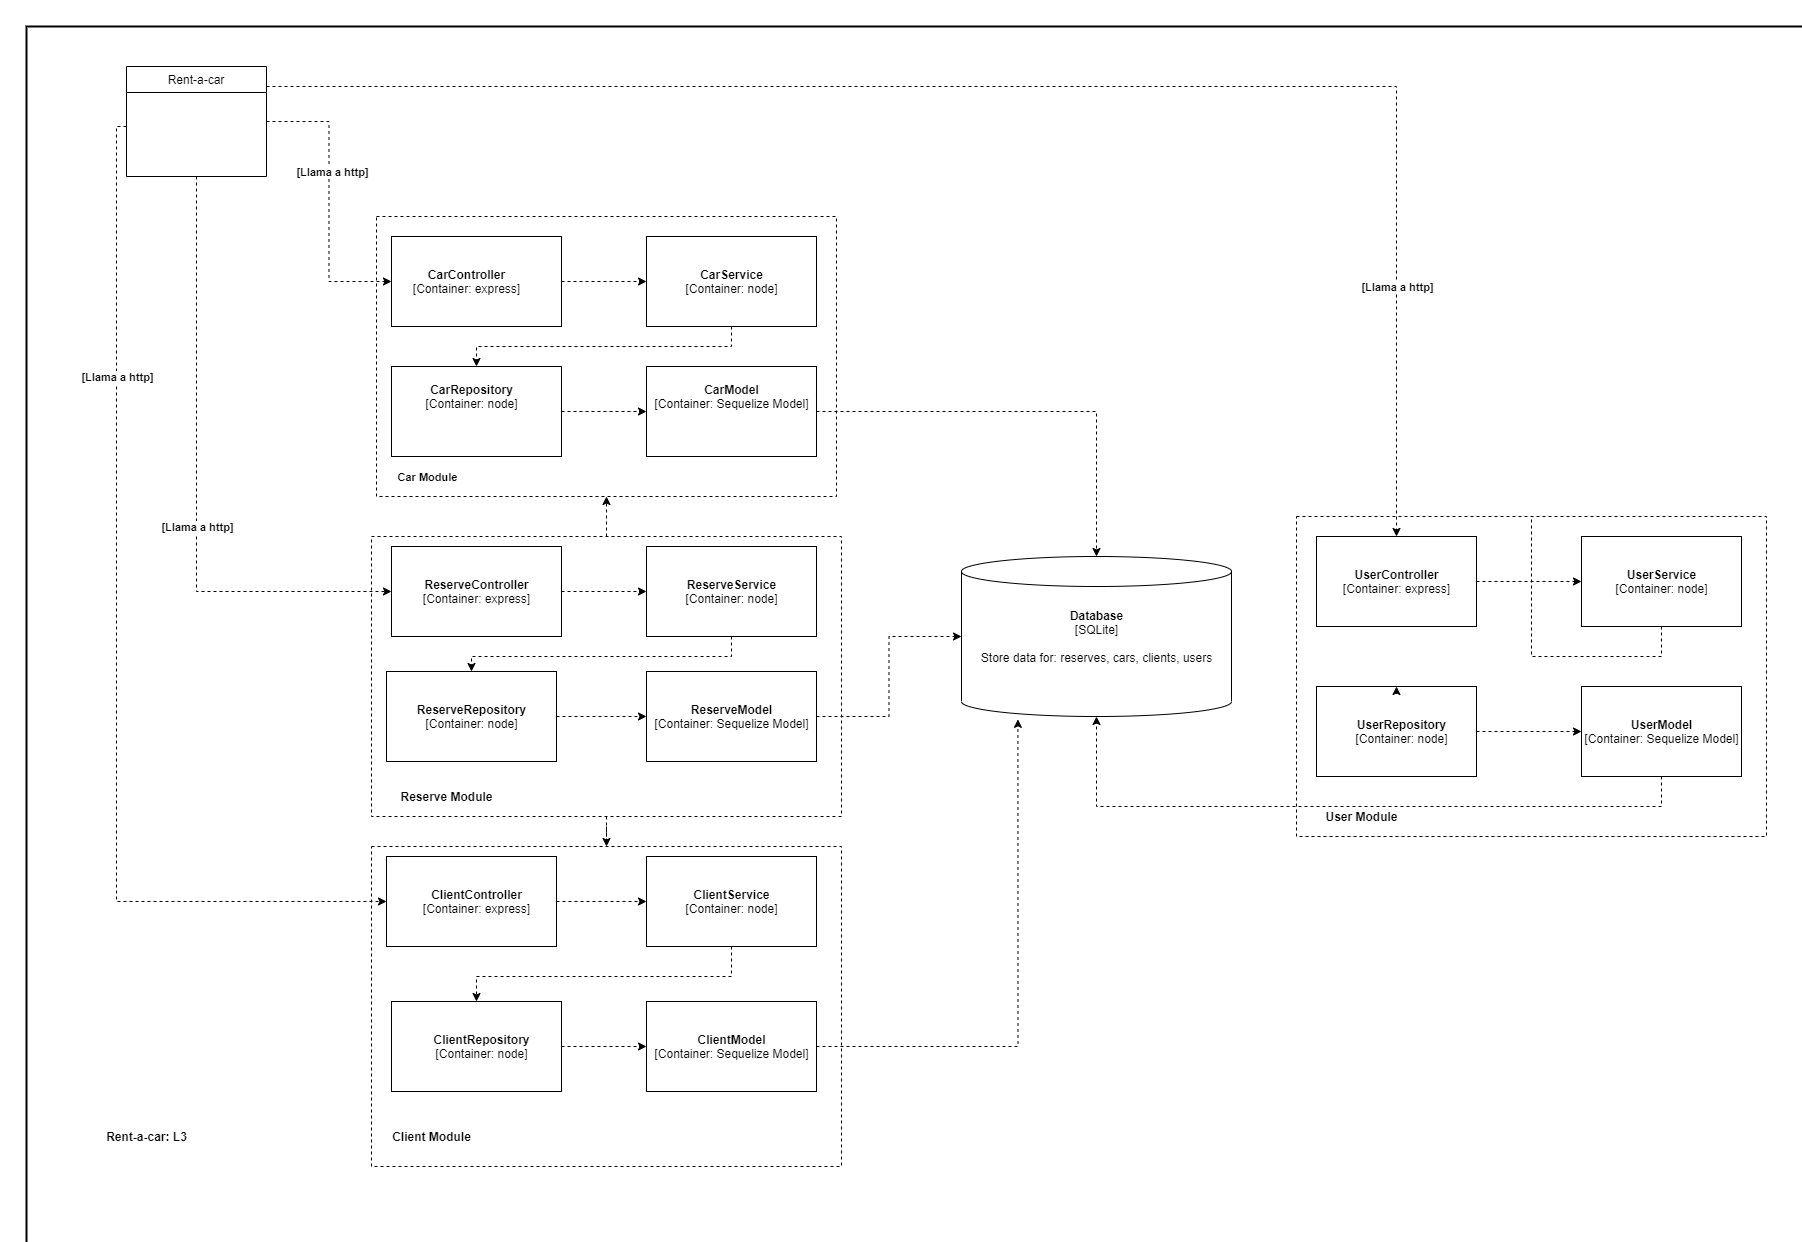 Rent-a-car
[Llama a http]
CarController
[Container: express]
CarService
[Container: node]
[Llama a http]
[Llama a http]
CarRepository
[Container: node]
CarModel
[Container: Sequelize Model]
Car Module
[Llama a http]
ReserveController
[Container: express]
ReserveService
[Container: node]
ReserveRepository
[Container: node]
ReserveModel
[Container: Sequelize Model]
Reserve Module
Database
[SQLite]
Store data for: reserves, cars, clients, users
UserController
[Container: express]
UserService
[Container: node]
UserRepository
[Container: node]
UserModel
[Container: Sequelize Model]
User Module
ClientController
[Container: express]
ClientService
[Container: node]
ClientRepository
[Container: node]
ClientModel
[Container: Sequelize Model]
Client Module
Rent-a-car: L3